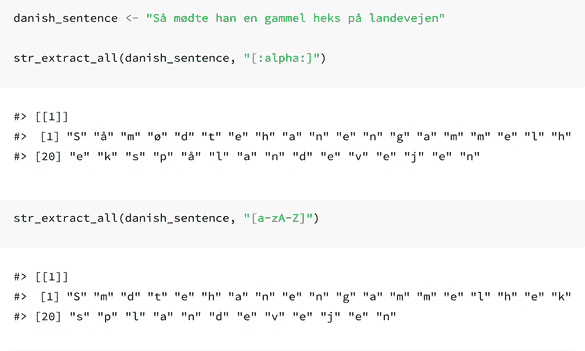 danish_sentence <- "Så mødte han en gammel heks på landevejen"
str_extract_all(danish_sentence, "[:alpha:]")
#> [[1]]
#>  [1] "S" "å" "m" "ø" "d" "t" "e" "h" "a" "n" "e" "n" "g" "a" "m" "m" "e" "l" "h"
#> [20] "e" "k" "s" "p" "å" "l" "a" "n" "d" "e" "v" "e" "j" "e" "n"
str_extract_all(danish_sentence, "[a-zA-Z]")
#> [[1]]
#>  [1] "S" "m" "d" "t" "e" "h" "a" "n" "e" "n" "g" "a" "m" "m" "e" "l" "h" "e" "k"
#> [20] "s" "p" "l" "a" "n" "d" "e" "v" "e" "j" "e" "n"